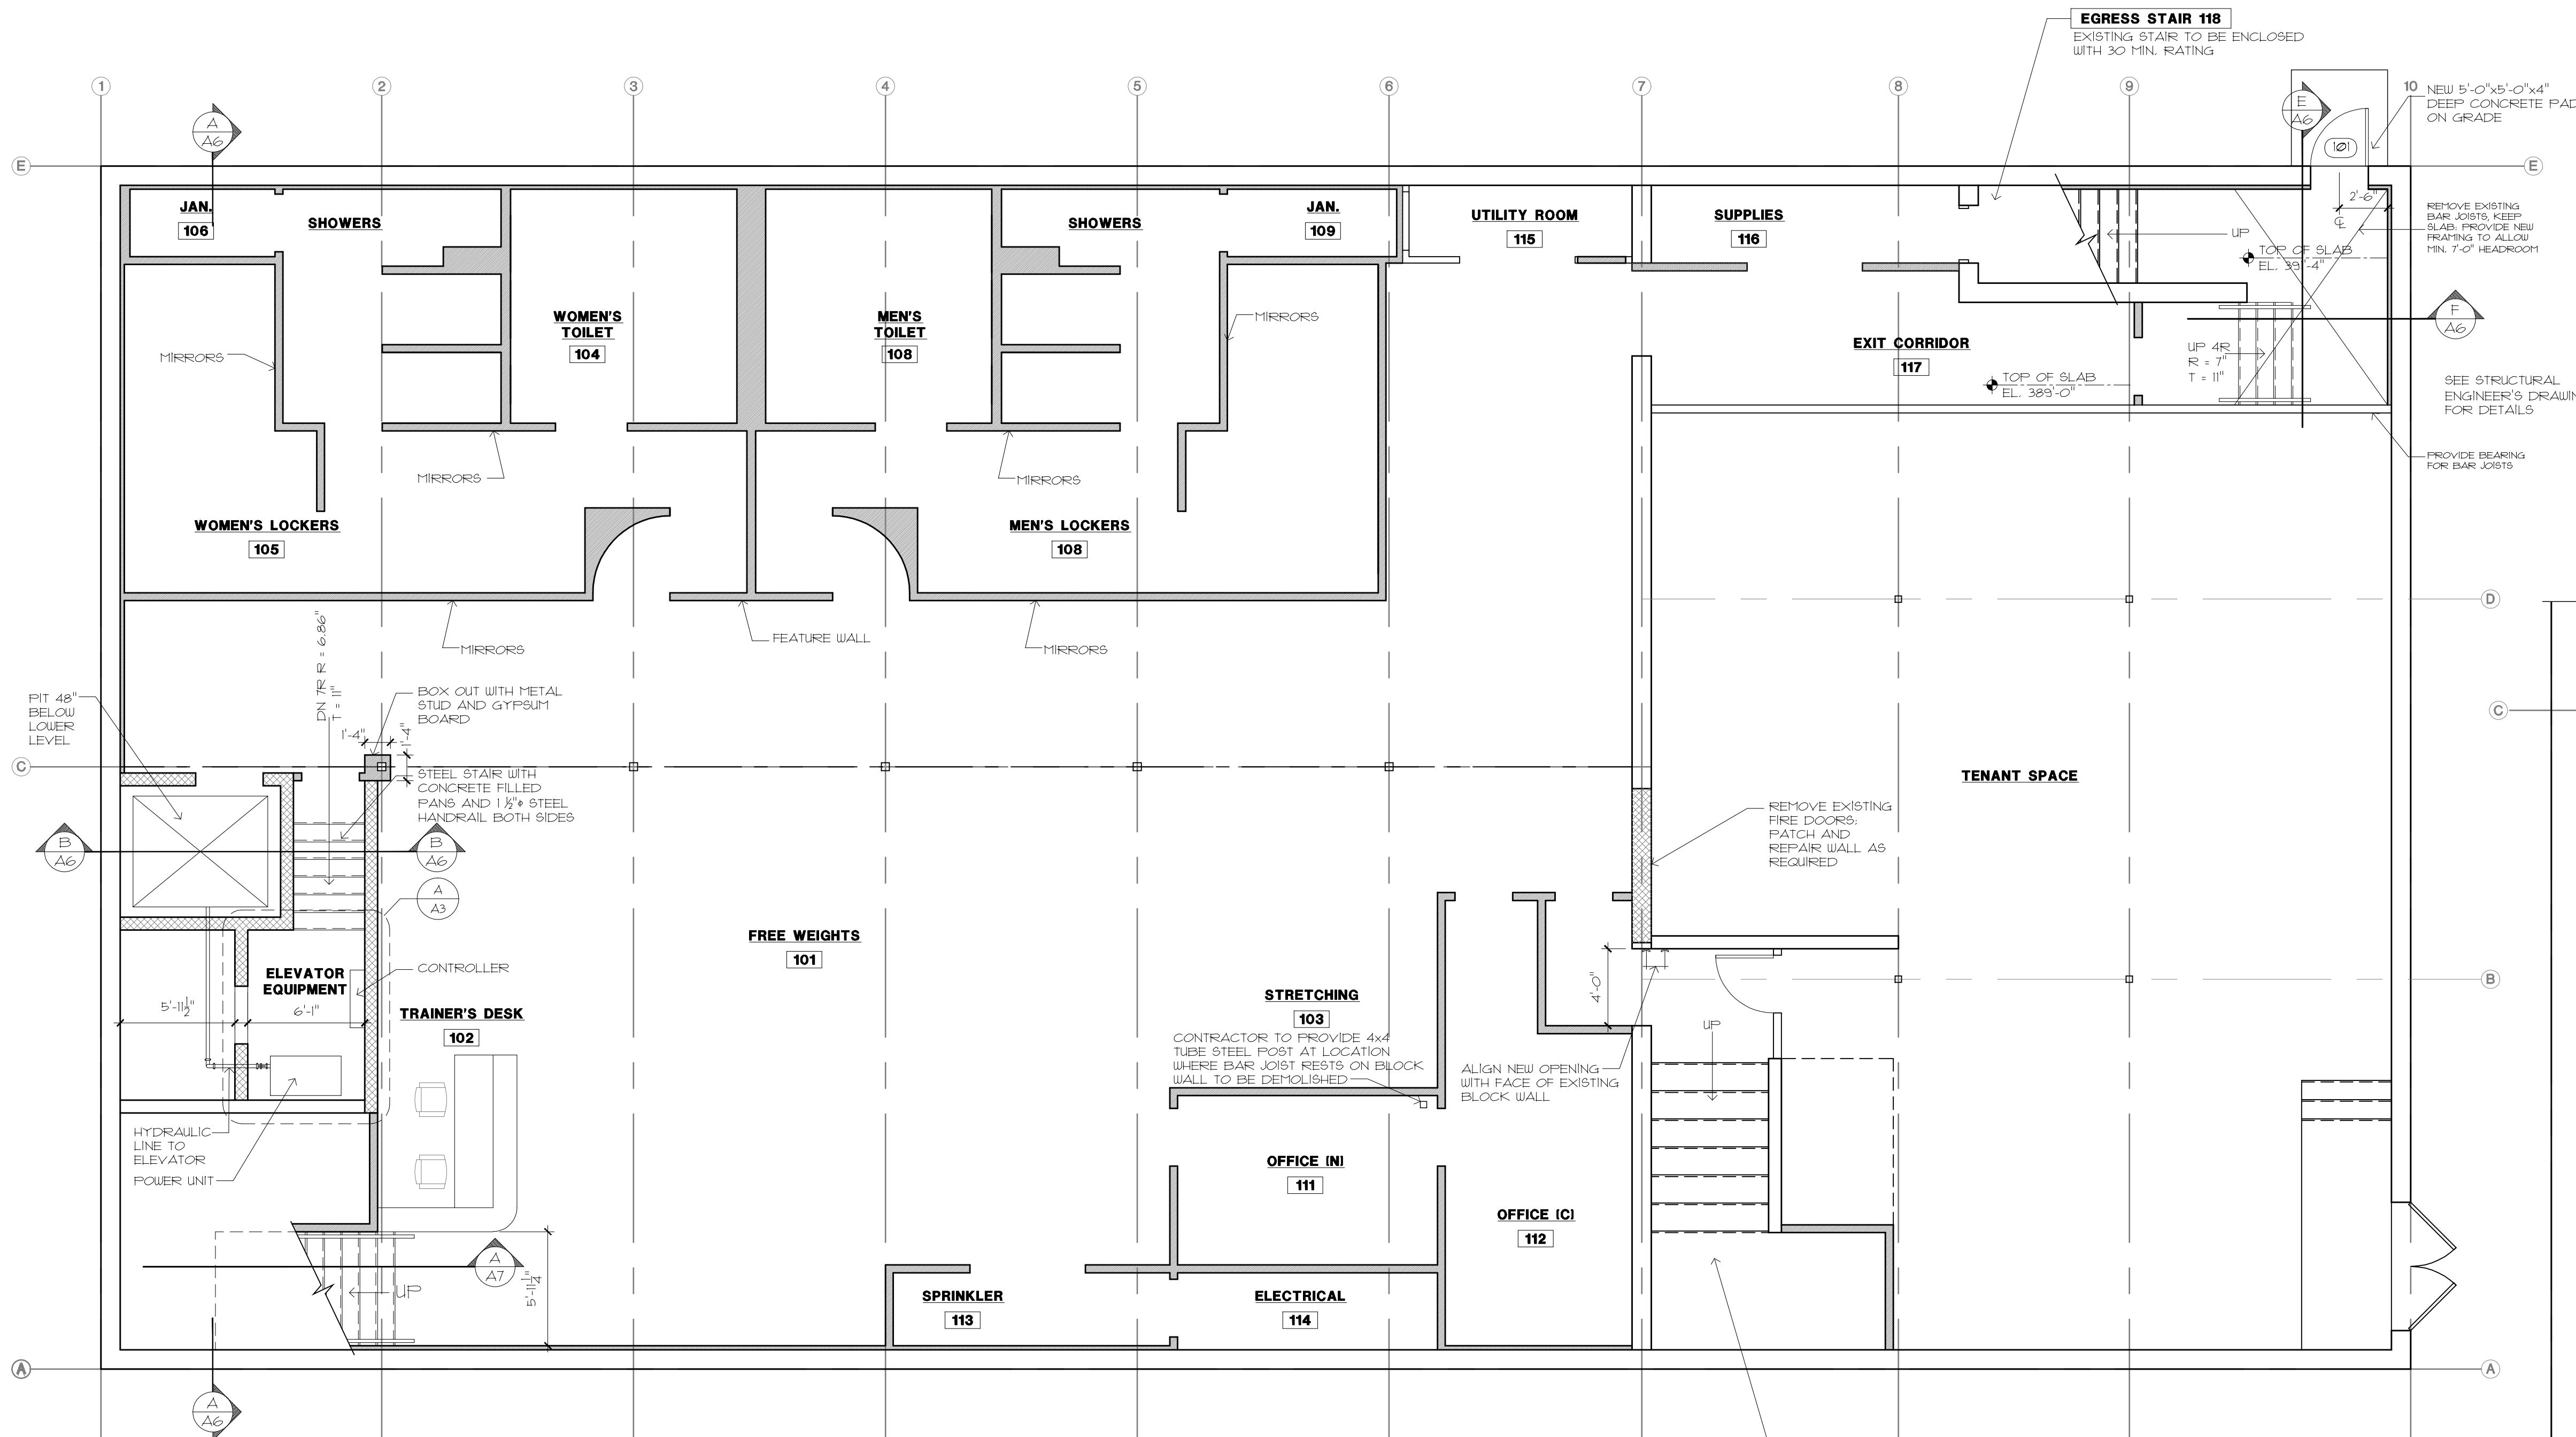 EGRESS STAIR 118
EXISTING STAIR TO BE ENCLOSED
WITH 30 MIN. RATING
1
2
3
4
5
6
7
8
9
10
NEW 5'-0"x5'-0"x4"
DEEP CONCRETE PAD
ON GRADE
A
A6
E
A6
101
E
E
2'-6"
REMOVE EXISTING
BAR JOISTS, KEEP
SLAB; PROVIDE NEW
FRAMING TO ALLOW
MIN. 7'-0" HEADROOM
JAN.
106
SHOWERS
SHOWERS
JAN.
109
UTILITY ROOM
115
SUPPLIES
116
UP
TOP OF SLAB
EL. 391'-4"
WOMEN'S
TOILET
104
MEN'S
TOILET
108
MIRRORS
MIRRORS
EXIT CORRIDOR
117
TOP OF SLAB
EL. 389'-0"
UP 4R
R = 7"
T = 11"
F
A6
SEE STRUCTURAL
ENGINEER'S DRAWIN
FOR DETAILS
PROVIDE BEARING
FOR BAR JOISTS
MIRRORS
MIRRORS
WOMEN'S LOCKERS
105
MEN'S LOCKERS
108
D
MIRRORS
FEATURE WALL
MIRRORS
DN 7R R = 6.86"
T = 11"
PIT 48"
BELOW
LOWER
LEVEL
BOX OUT WITH METAL
STUD AND GYPSUM
BOARD
1'-4"
1'-4"
C
C
STEEL STAIR WITH
CONCRETE FILLED
PANS AND 1 ½"φ STEEL
HANDRAIL BOTH SIDES
TENANT SPACE
REMOVE EXISTING
FIRE DOORS;
PATCH AND
REPAIR WALL AS
REQUIRED
B
A6
B
A6
A
A3
FREE WEIGHTS
101
CONTROLLER
ELEVATOR
EQUIPMENT
5'-11½"
6'-1"
TRAINER'S DESK
102
STRETCHING
103
4'-0"
B
UP
CONTRACTOR TO PROVIDE 4x4
TUBE STEEL POST AT LOCATION
WHERE BAR JOIST RESTS ON BLOCK
WALL TO BE DEMOLISHED
ALIGN NEW OPENING
WITH FACE OF EXISTING
BLOCK WALL
HYDRAULIC
LINE TO
ELEVATOR
POWER UNIT
OFFICE (N)
111
OFFICE (C)
112
A
A7
UP
5'-11¼"
SPRINKLER
113
ELECTRICAL
114
A
A
A
A6